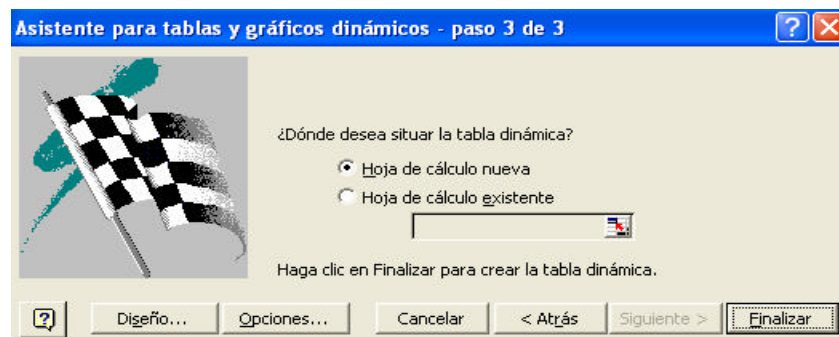 Asistente para tablas y gráficos dinámicos - paso 3 de 3
¿Dónde desea situar la tabla dinámica?
Hoja de cálculo nueva
Hoja de cálculo existente
Haga clic en Finalizar para crear la tabla dinámica.
Diseño... Opciones... Cancelar < Atrás Siguiente > Finalizar